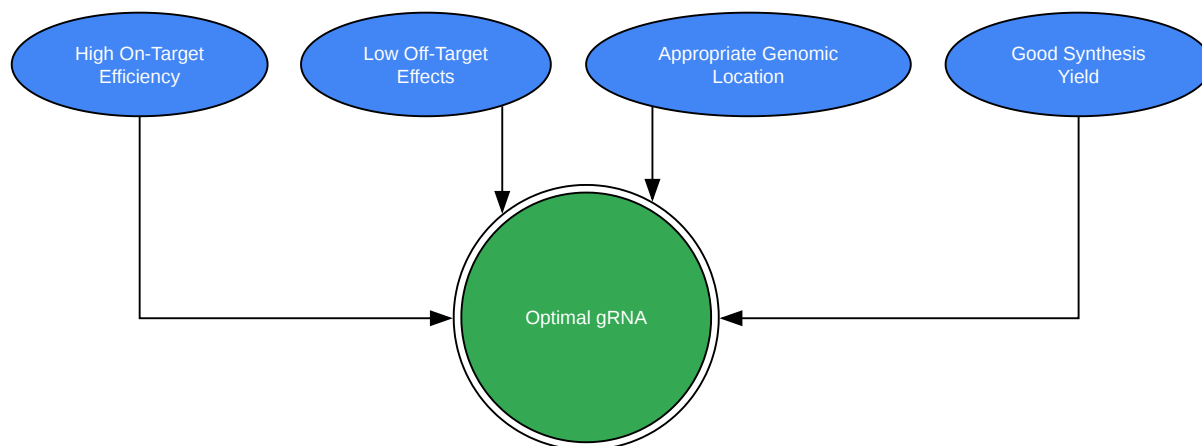 High On-Target
Efficiency
Low Off-Target
Effects
Appropriate Genomic
Location
Good Synthesis
Yield
Optimal gRNA